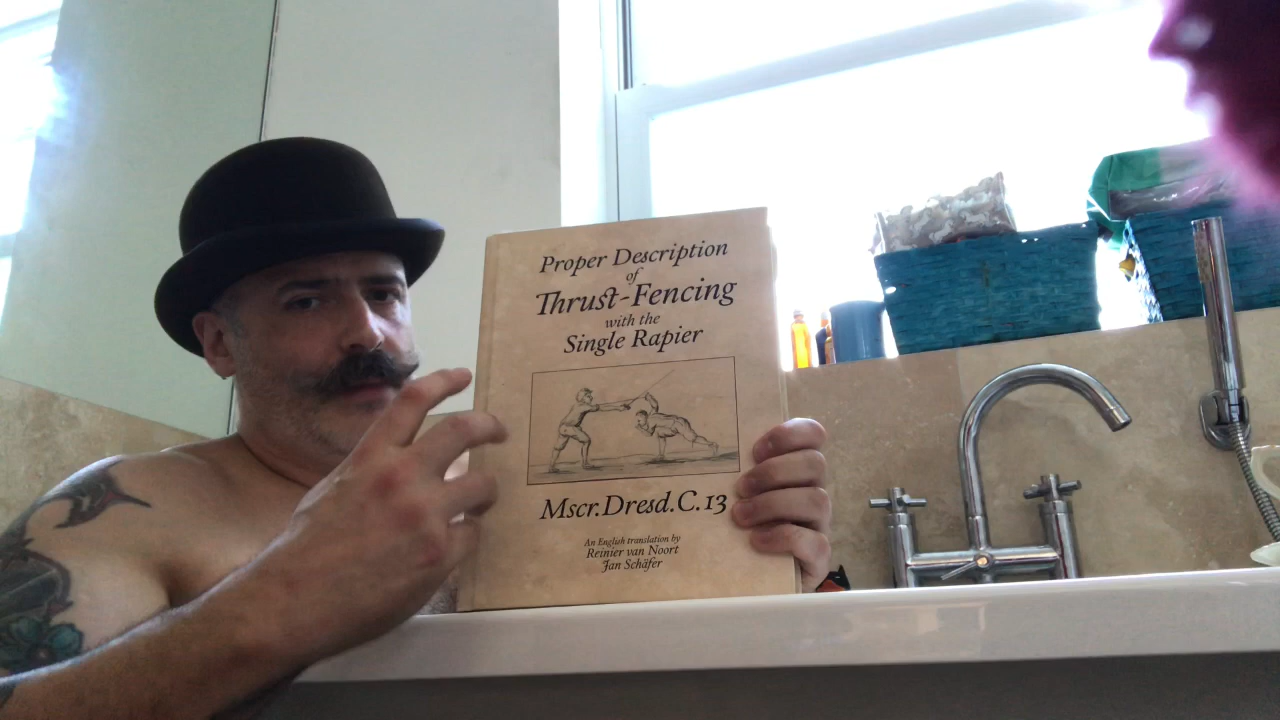 Proper Description
of
Thrust-Fencing
with the
Single Rapier
Mscr.Dresd.C.13
An English translation by
Reinier van Noort
Jan Schäfer